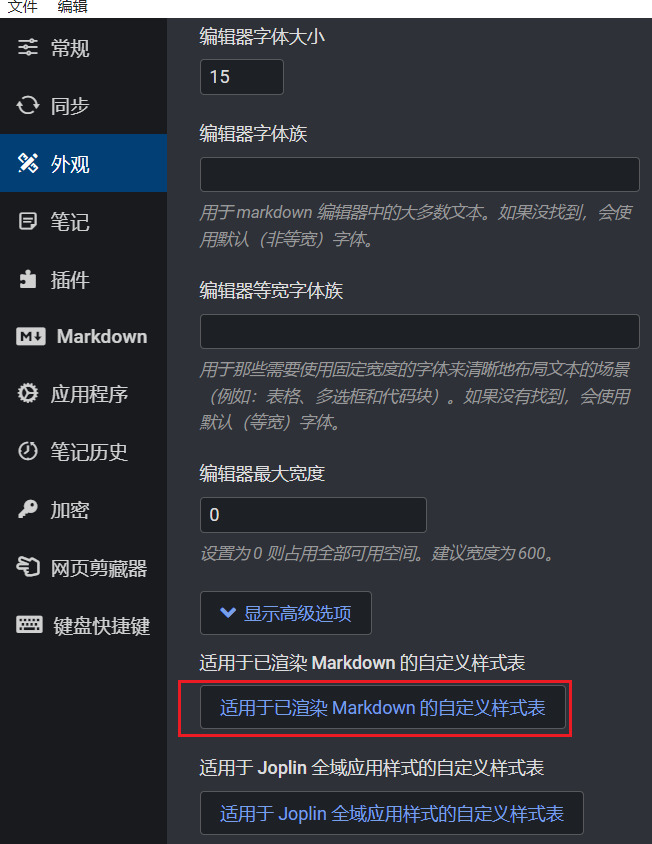 文件 编辑
常规
同步
外观
笔记
插件
Markdown
应用程序
笔记历史
加密
网页剪藏器
键盘快捷键
编辑器字体大小
15
编辑器字体族
用于 markdown 编辑器中的大多数文本。如果没找到，会使
用默认（非等宽）字体。
编辑器等宽字体族
用于那些需要使用固定宽度的字体来清晰地布局文本的场景
（例如：表格、多选框和代码块）。如果没有找到，会使用
默认（等宽）字体。
编辑器最大宽度
0
设置为 0 则占用全部可用空间。建议宽度为 600。
显示高级选项
适用于已渲染 Markdown 的自定义样式表
适用于已渲染 Markdown 的自定义样式表
适用于 Joplin 全域应用样式的自定义样式表
适用于 Joplin 全域应用样式的自定义样式表